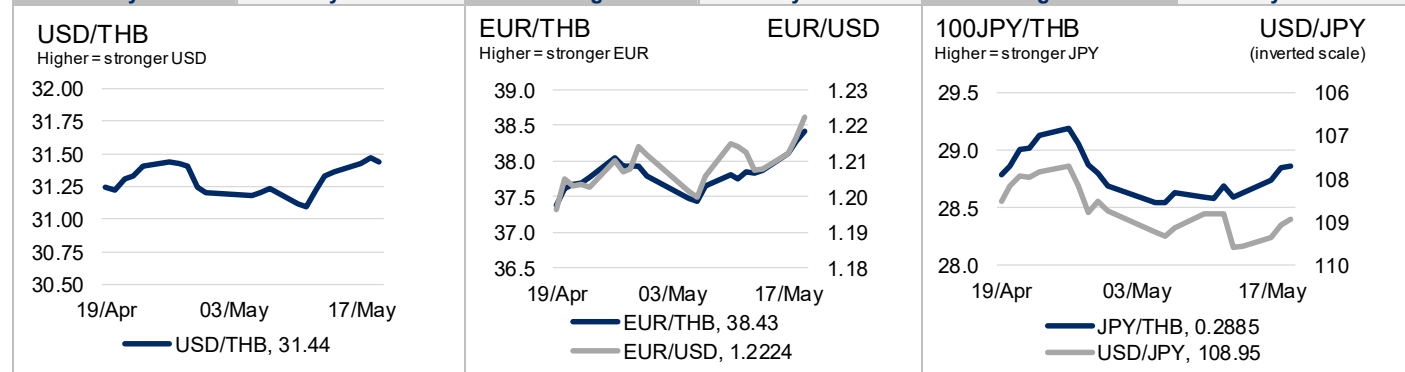 USD/THB
Higher = stronger USD
32.00
31.75
31.50
31.25
31.00
30.75
30.50
19/Apr 03/May 17/May
USD/THB, 31.44
EUR/THB EUR/USD
Higher = stronger EUR
39.0 1.23
38.5 1.22
38.0 1.21
37.5 1.20
37.0 1.19
36.5 1.18
19/Apr 03/May 17/May
EUR/THB, 38.43
EUR/USD, 1.2224
100JPY/THB USD/JPY
Higher = stronger JPY (inverted scale)
29.5 106
107
29.0
108
28.5
109
28.0 110
19/Apr 03/May 17/May
JPY/THB, 0.2885
USD/JPY, 108.95